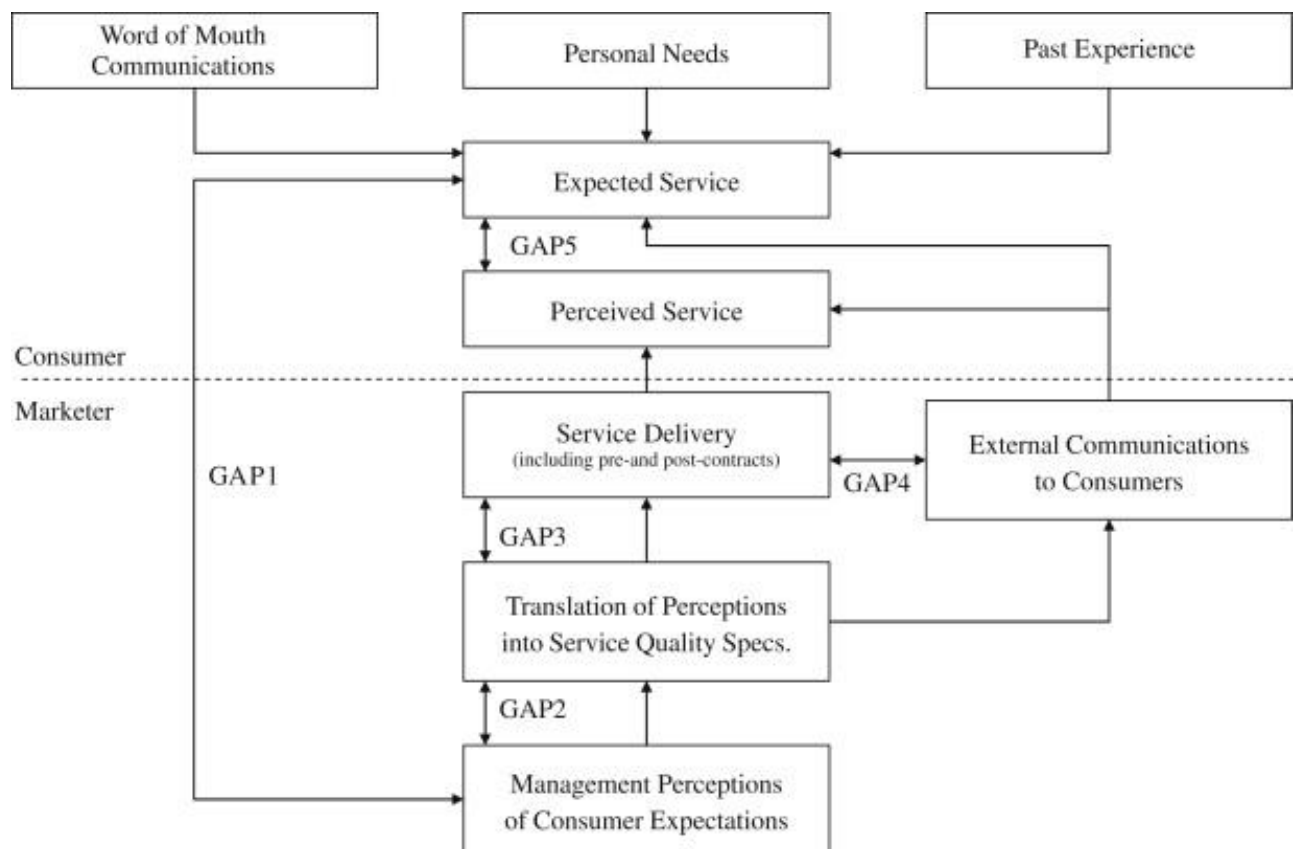 Word of Mouth
Communications
Personal Needs
Past Experience
Expected Service
GAP5
Perceived Service
Consumer
Marketer
Service Delivery
(including pre-and post-contracts)
External Communications
to Consumers
GAP4
GAP1
GAP3
Translation of Perceptions
into Service Quality Specs.
GAP2
Management Perceptions
of Consumer Expectations